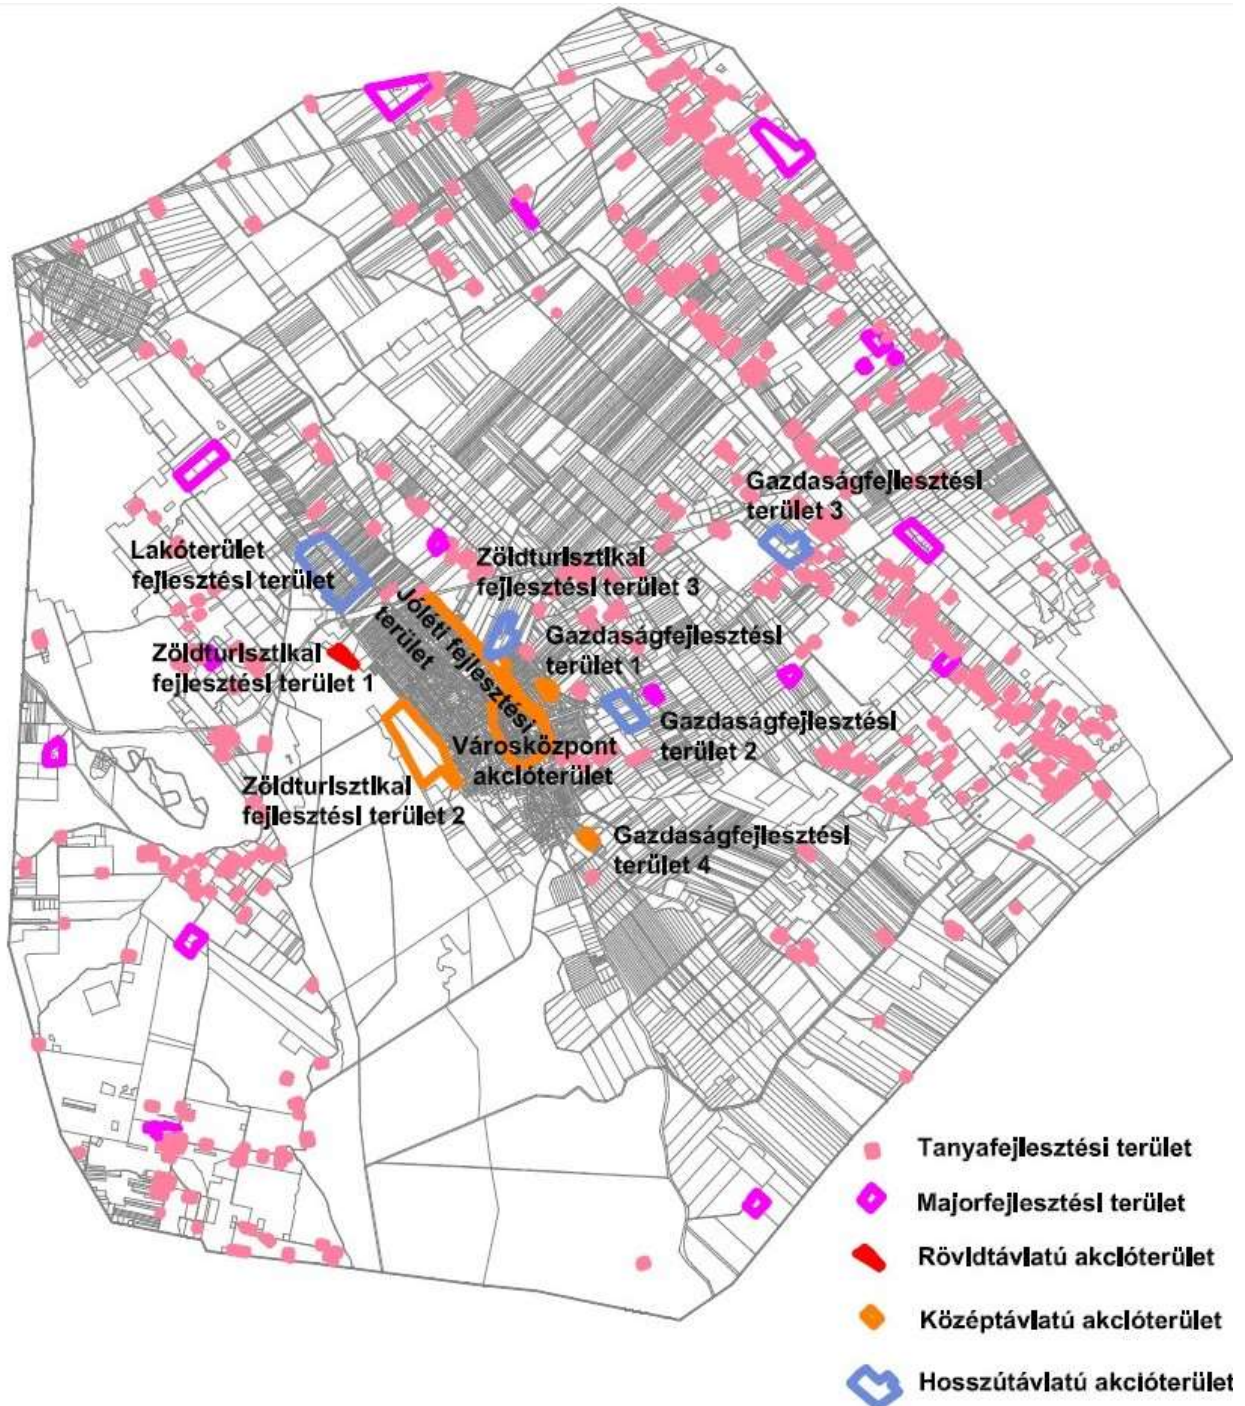 Gazdaságfejlesztési
terület 3
Lakóterület
fejlesztési terület
Zöldturisztikai
fejlesztési terület 3
Jóléti fejlesztési
terület
Gazdaságfejlesztési
terület 1
Zöldturisztikai
fejlesztési terület 1
Gazdaságfejlesztési
terület 2
Városközpont
akcióterület
Zöldturisztikai
fejlesztési terület 2
Gazdaságfejlesztési
terület 4
Tanyafejlesztési terület
Majorfejlesztési terület
Rövidtávlatú akcióterület
Középtávlatú akcióterület
Hosszútávlatú akcióterület